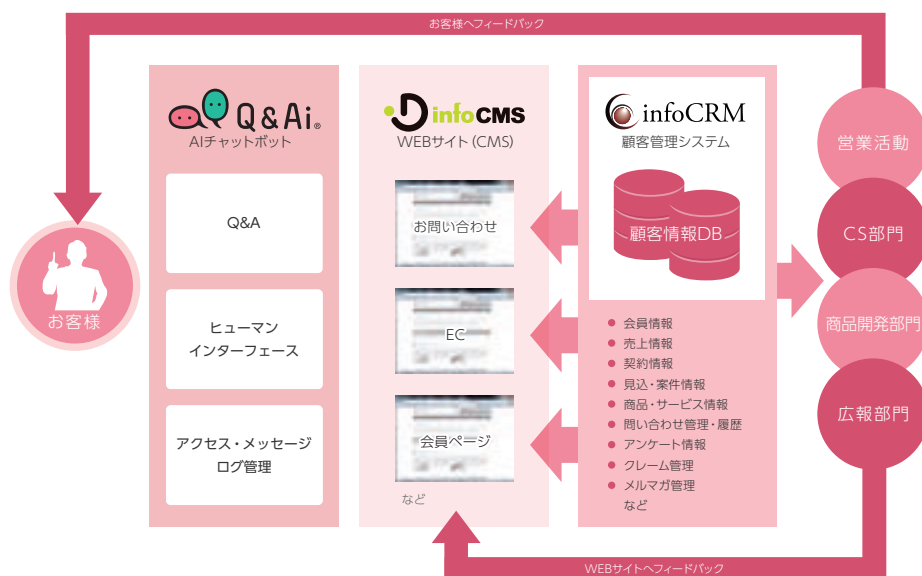 お客様へフィードバック
お客様
Q&Ai®
AIチャットボット
Q&A
ヒューマン
インターフェース
アクセス・メッセージ
ログ管理
infoCMS
WEBサイト(CMS)
お問い合わせ
EC
会員ページ
など
infoCRM
顧客管理システム
顧客情報DB
● 会員情報
● 売上情報
● 契約情報
● 見込・案件情報
● 商品・サービス情報
● 問い合わせ管理・履歴
● アンケート情報
● クレーム管理
● メルマガ管理
など
営業活動
CS部門
商品開発部門
広報部門
WEBサイトへフィードバック